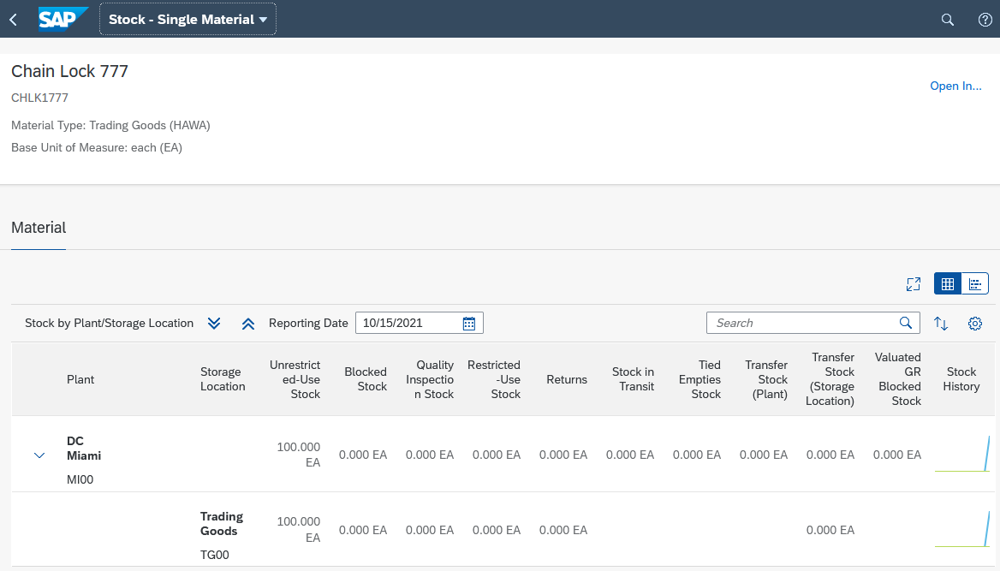 SAP Stock - Single Material
Chain Lock 777
CHLK1777
Open In...
Material Type: Trading Goods (HAWA)
Base Unit of Measure: each (EA)
Material
Stock by Plant/Storage Location Reporting Date 10/15/2021 Search
Plant
Storage
Location
Unrestrict
ed-Use
Stock
Blocked
Stock
Quality
Inspectio
n Stock
Restricted
-Use
Stock
Returns
Stock in
Transit
Tied
Empties
Stock
Transfer
Stock
(Plant)
Transfer
Stock
(Storage
Location)
Valuated
GR
Blocked
Stock
Stock
History
DC
Miami
MI00
100.000
EA
0.000 EA 0.000 EA 0.000 EA 0.000 EA 0.000 EA 0.000 EA 0.000 EA 0.000 EA 0.000 EA
Trading
Goods
TG00
100.000
EA
0.000 EA 0.000 EA 0.000 EA 0.000 EA 0.000 EA